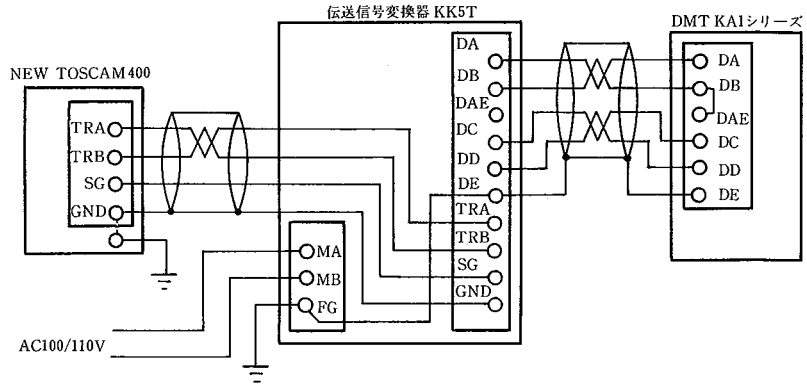 伝送信号変換器 KK5T
DMT KA1シリーズ
NEW TOSCAM400
TRA
TRB
SG
GND
DA
DB
DAE
DC
DD
DE
TRA
TRB
SG
GND
MA
MB
FG
DA
DB
DAE
DC
DD
DE
AC100/110V